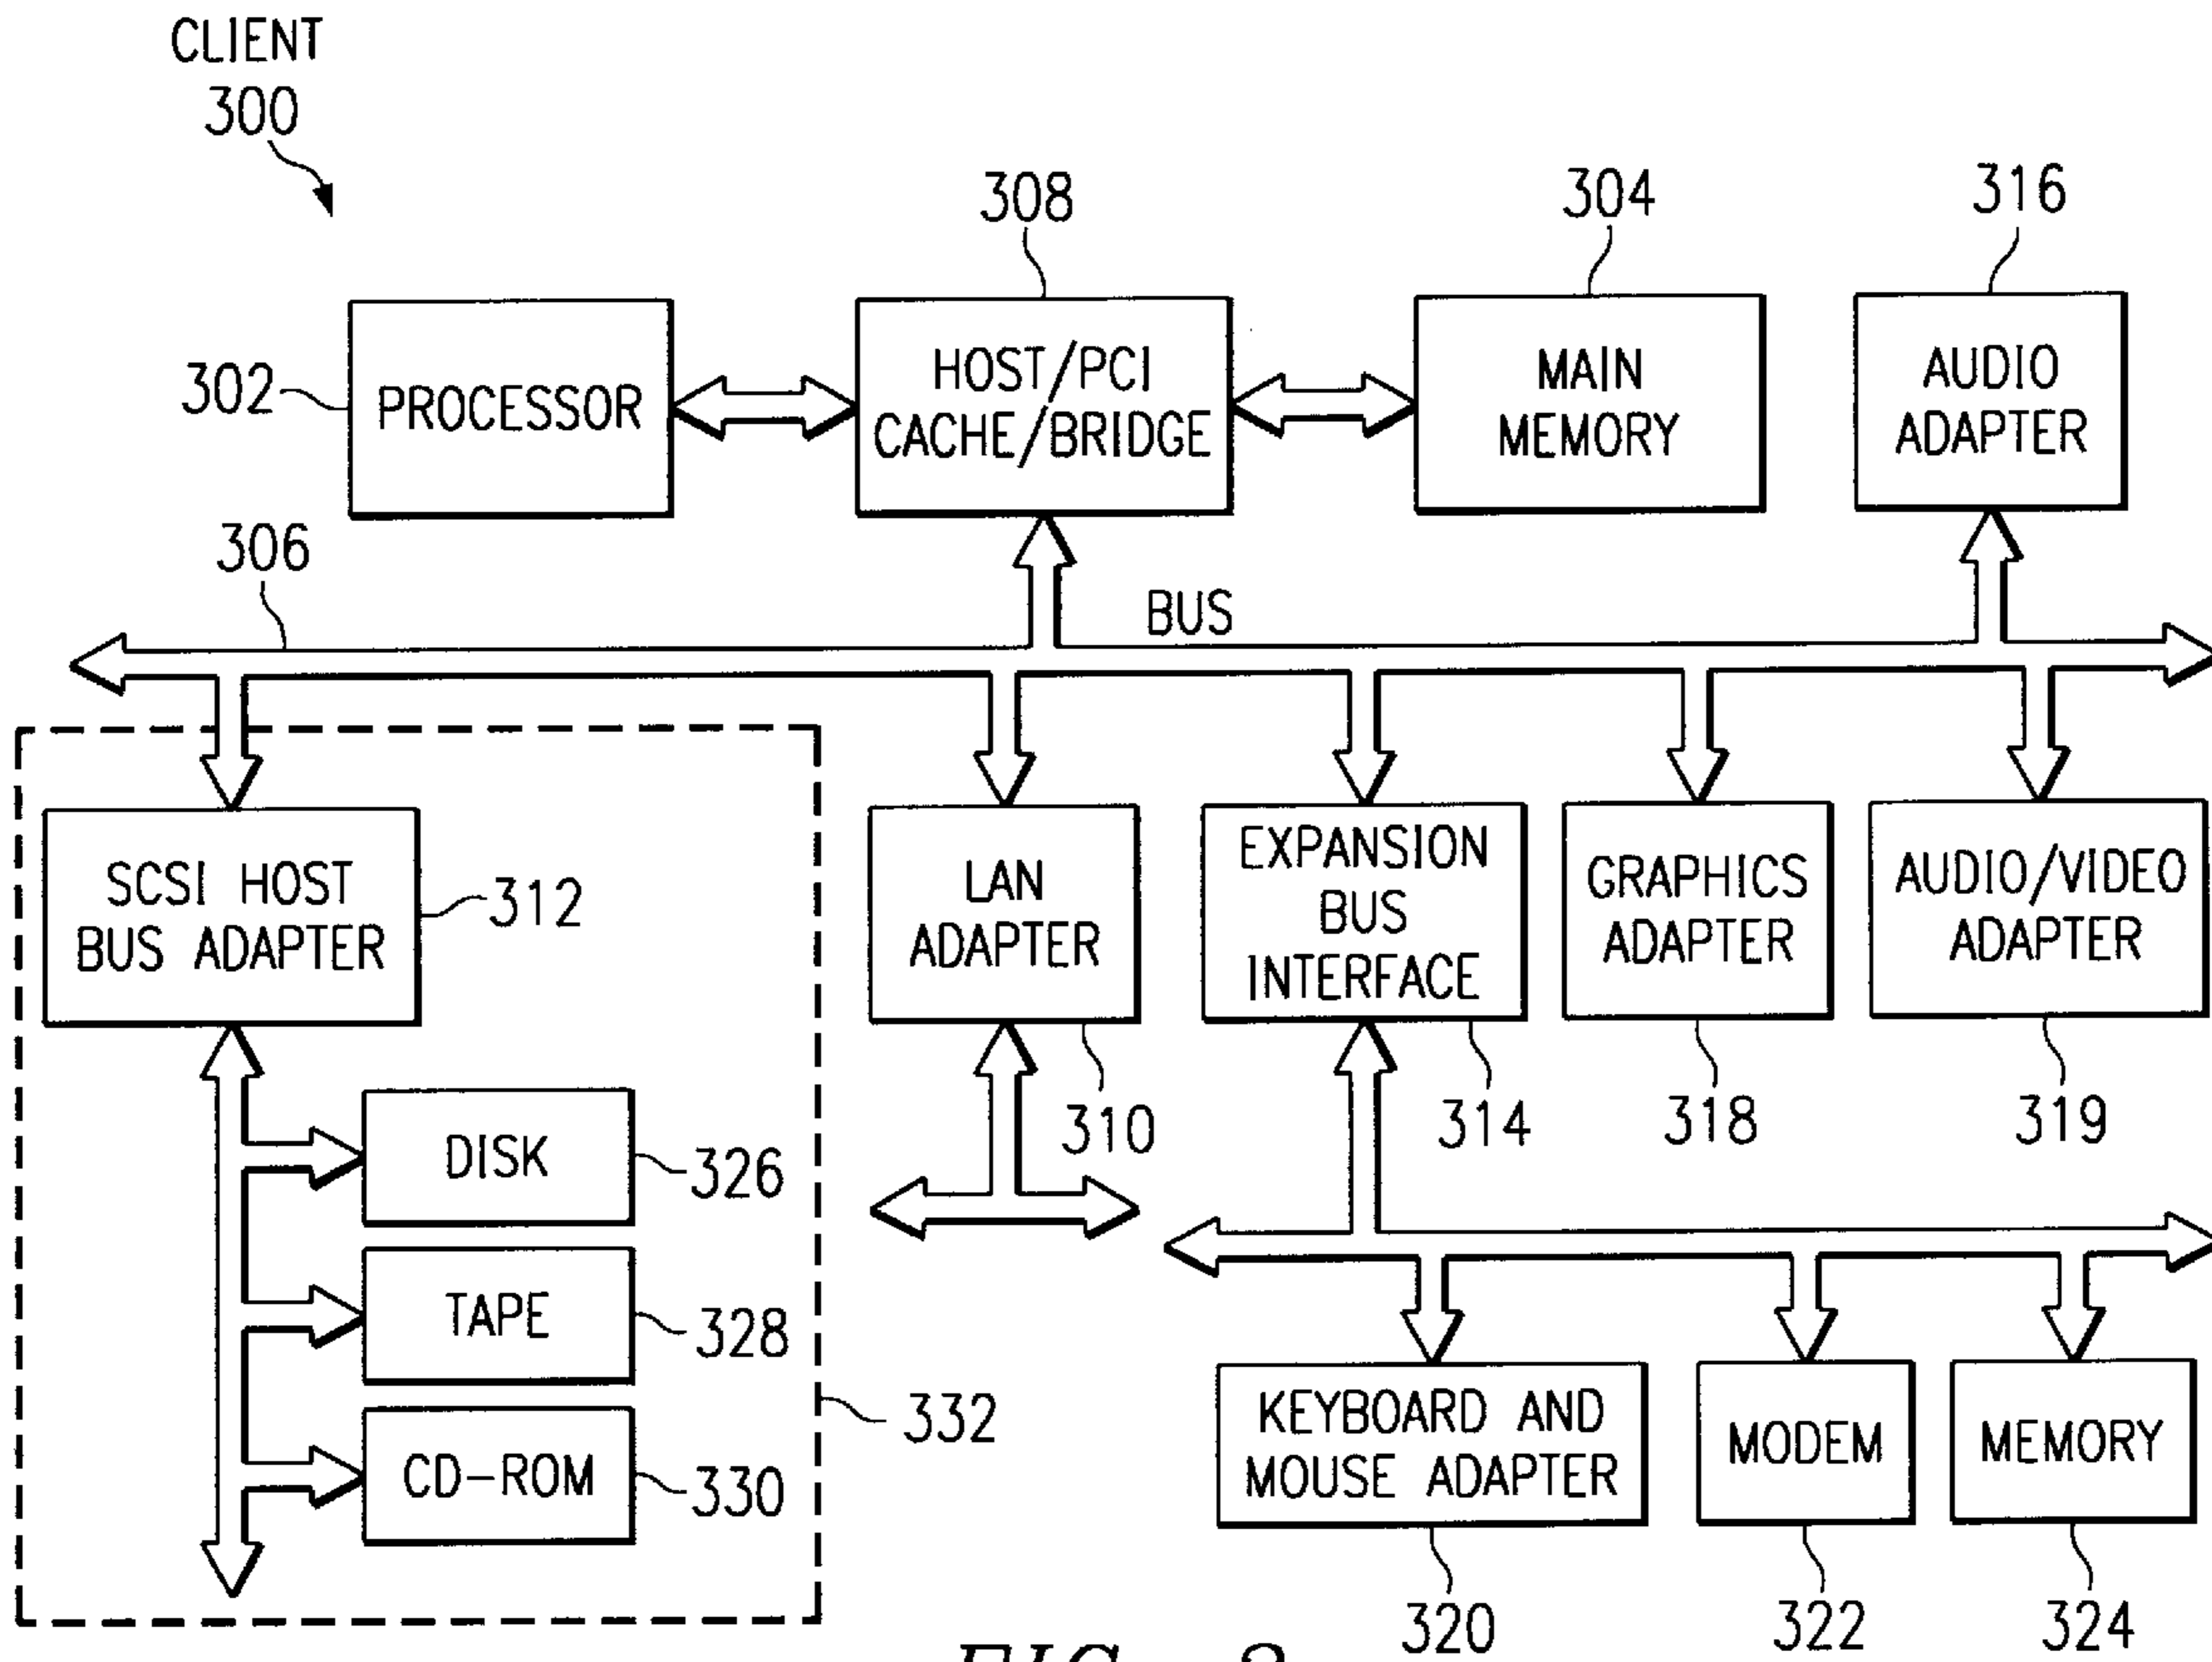 CLIENT
300
308
304
316
302
PROCESSOR
HOST/PCI
CACHE/BRIDGE
MAIN
MEMORY
AUDIO
ADAPTER
306
BUS
SCSI HOST
BUS ADAPTER
312
LAN
ADAPTER
EXPANSION
BUS
INTERFACE
GRAPHICS
ADAPTER
AUDIO/VIDEO
ADAPTER
310
314
318
319
DISK
326
TAPE
328
CD-ROM
330
332
KEYBOARD AND
MOUSE ADAPTER
MODEM
MEMORY
320
322
324
FIG.